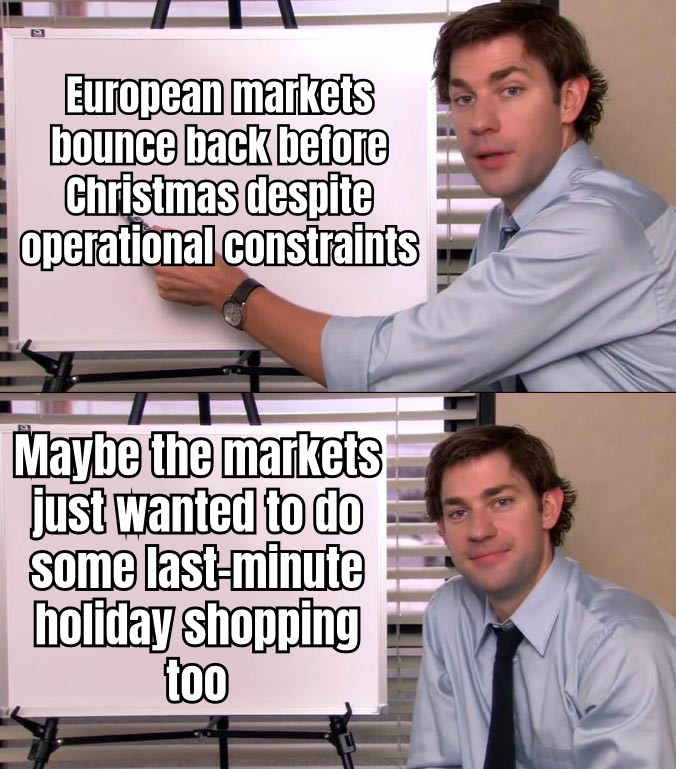 European markets
bounce back before
Christmas despite
operational constraints
Maybe the markets
just wanted to do
some last-minute
holiday shopping
too